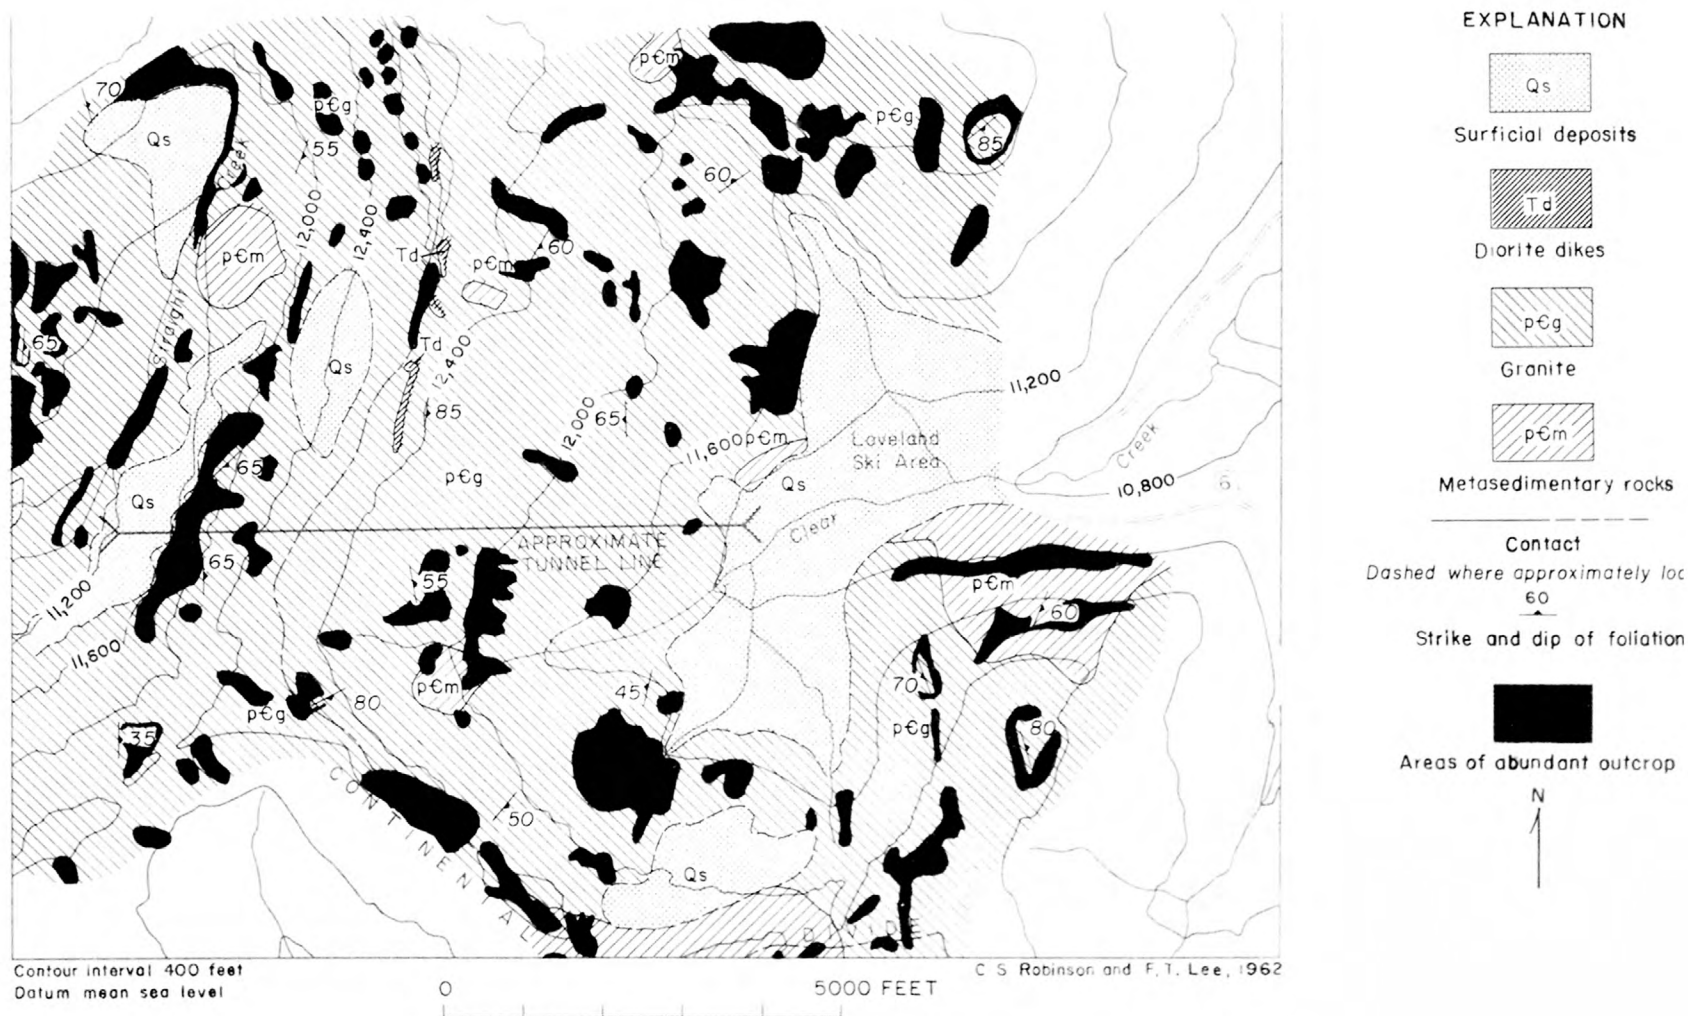 EXPLANATION
Qs
Surficial deposits
Td
Diorite dikes
p€g
Granite
p€m
Metasedimentary rocks
Contact
Dashed where approximately loc
60
Strike and dip of foliation
Areas of abundant outcrop
N
p€m
70
p€g
p€g
Qs
55
85
Creek
60
12,000
12,400
p€m
Td
p€m
60
Straight
65
Td
Qs
12,400
11,200
85
65
12,000
11,600
p€m
Loveland
Ski Area
Creek
65
p€g
Qs
10,800
6.
Qs
Clear
APPROXIMATE
TUNNEL LINE
65
55
p€m
11,200
60
11,600
p€m
45
70
80
p€g
p€g
80
35
CONTINENTAL
50
Qs
DIVIDE
Contour interval 400 feet
Datum mean sea level
C S Robinson and F. T. Lee, 1962
0
5000 FEET